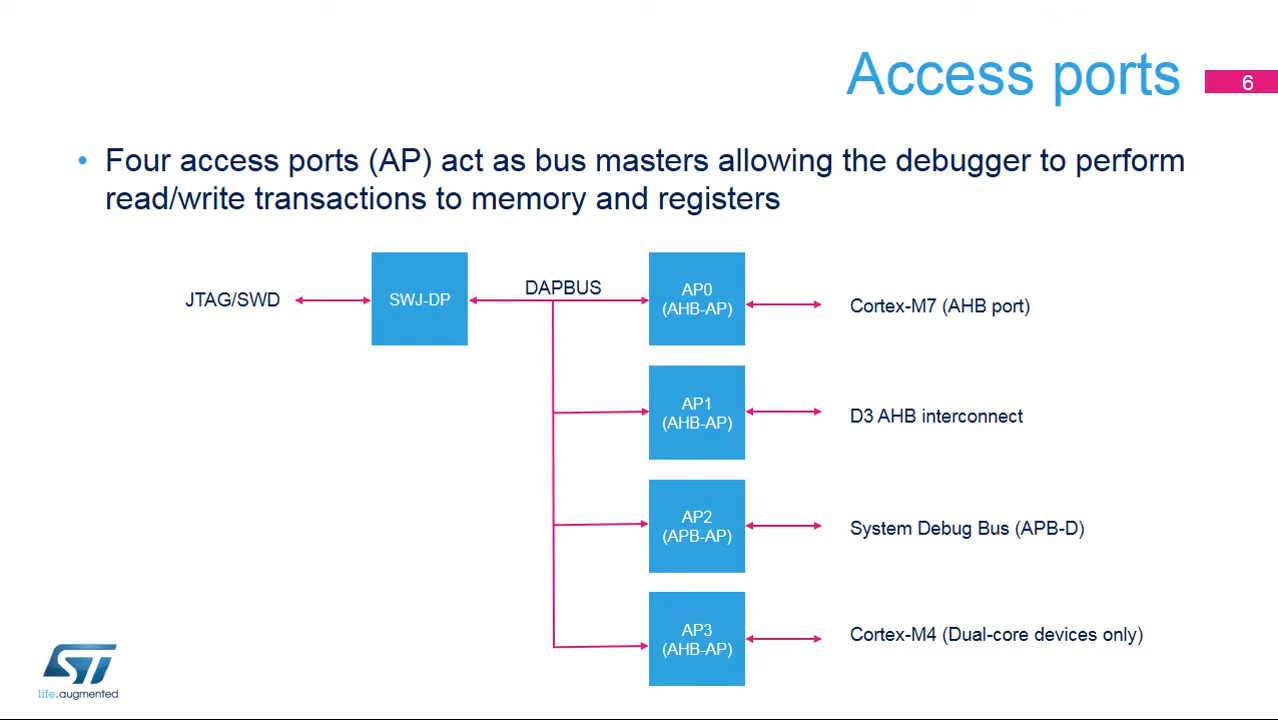 Access ports
6
• Four access ports (AP) act as bus masters allowing the debugger to perform
read/write transactions to memory and registers
JTAG/SWD
SWJ-DP
DAPBUS
AP0
(AHB-AP)
Cortex-M7 (AHB port)
AP1
(AHB-AP)
D3 AHB interconnect
AP2
(APB-AP)
System Debug Bus (APB-D)
AP3
(AHB-AP)
Cortex-M4 (Dual-core devices only)
ST
life.augmented